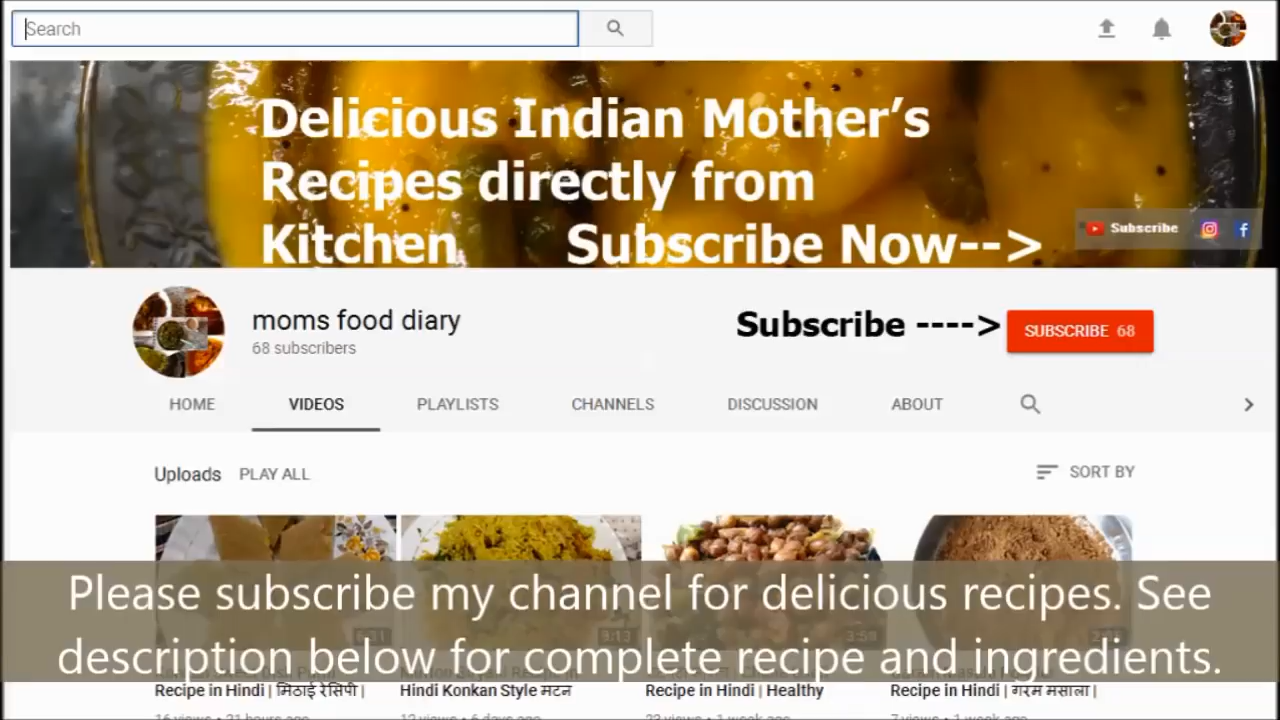 Search
Delicious Indian Mother's
Recipes directly from
Kitchen Subscribe Now-->
Subscribe
moms food diary
68 subscribers
Subscribe ---->
SUBSCRIBE 68
HOME VIDEOS PLAYLISTS CHANNELS DISCUSSION ABOUT
Uploads PLAY ALL
SORT BY
Please subscribe my channel for delicious recipes. See
description below for complete recipe and ingredients.
Recipe in Hindi | मिठाई रेसिपी |
Hindi Konkan Style मटन
Recipe in Hindi | Healthy
Recipe in Hindi | गरम मसाला |